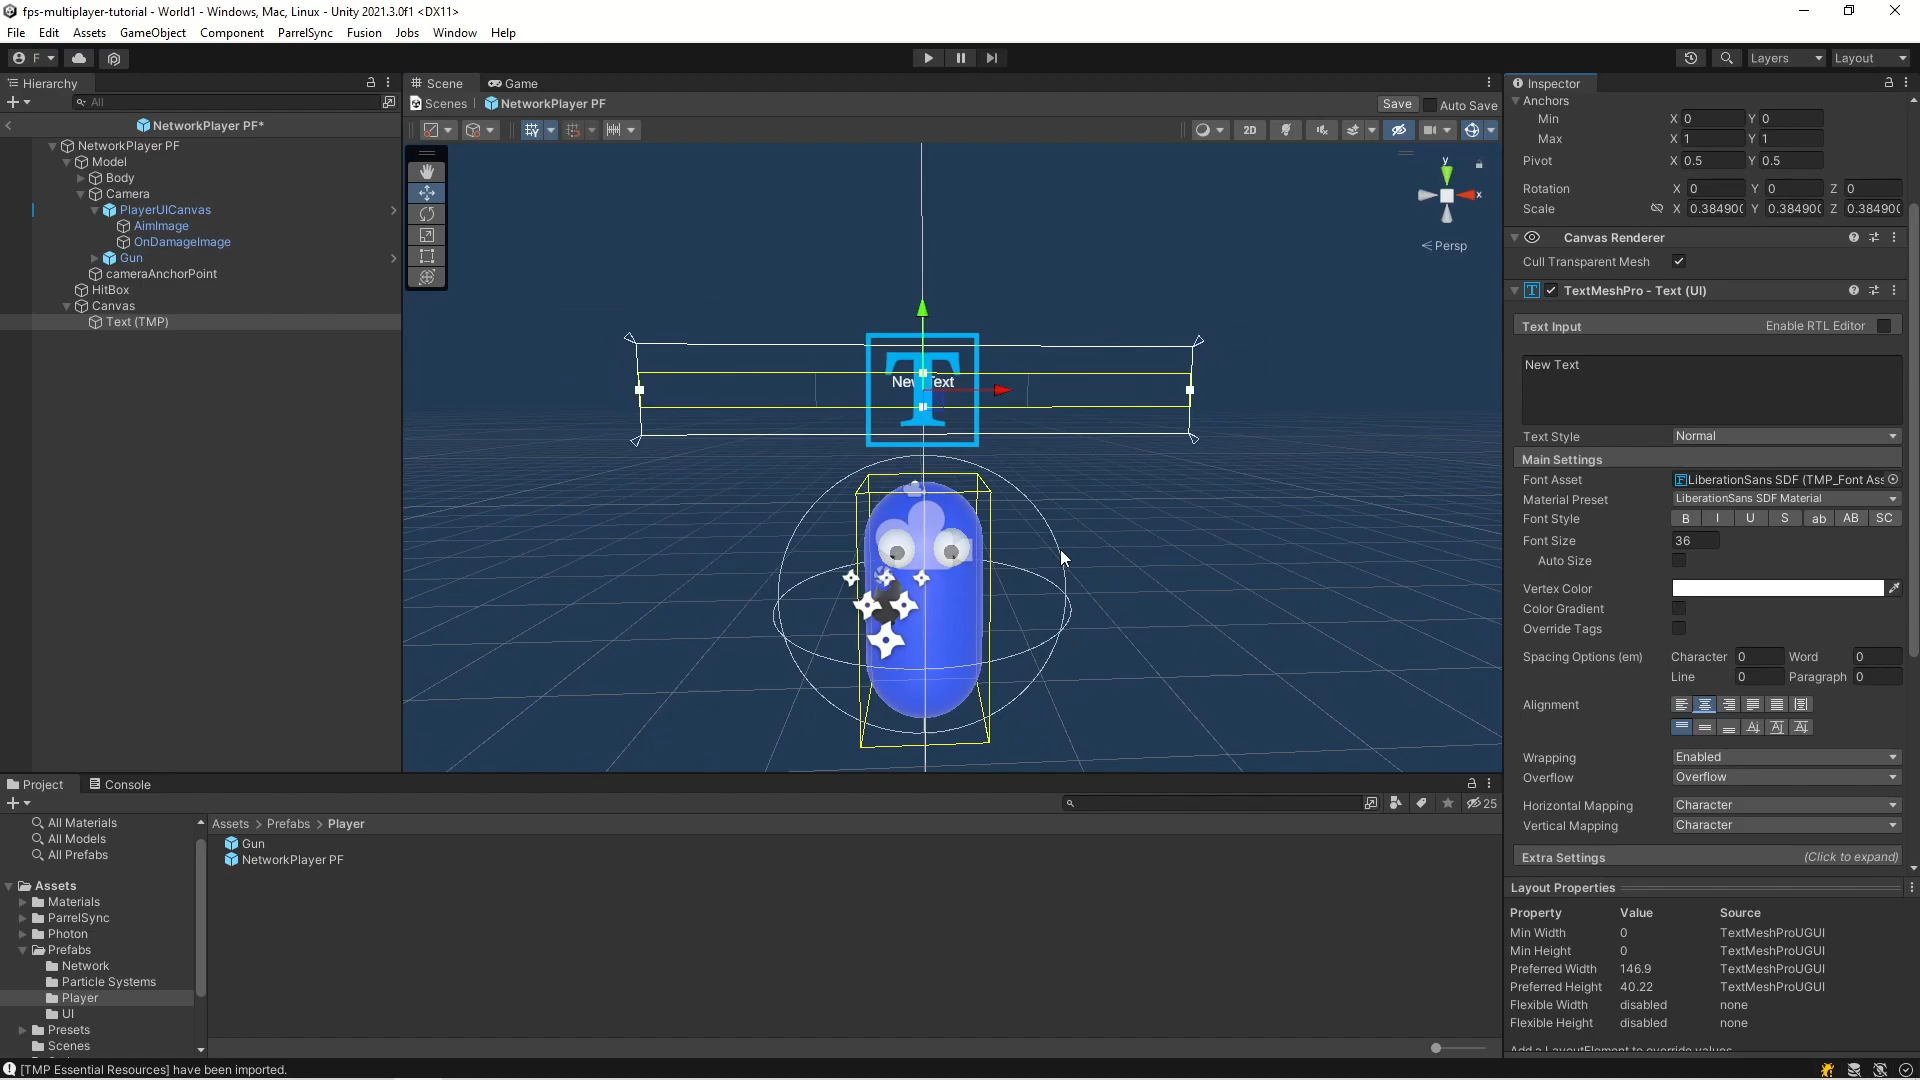 fps-multiplayer-tutorial - World1 - Windows, Mac, Linux - Unity 2021.3.0f1 <DX11>
File Edit Assets GameObject Component ParrelSync Fusion Jobs Window Help
F Layers Layout
Hierarchy
All
NetworkPlayer PF*
NetworkPlayer PF
Model
Body
Camera
PlayerUICanvas
AimImage
OnDamageImage
Gun
cameraAnchorPoint
HitBox
Canvas
Text (TMP)
Scene Game
Scenes NetworkPlayer PF Save Auto Save
2D
y
x
Persp
New Text
Inspector
Anchors
Min X 0 Y 0
Max X 1 Y 1
Pivot X 0.5 Y 0.5
Rotation X 0 Y 0 Z 0
Scale X 0.38490( Y 0.38490( Z 0.38490(
Canvas Renderer
Cull Transparent Mesh
TextMeshPro - Text (UI)
Text Input Enable RTL Editor
New Text
Text Style Normal
Main Settings
Font Asset LiberationSans SDF (TMP_Font Ass
Material Preset LiberationSans SDF Material
Font Style B I U S ab AB SC
Font Size 36
Auto Size
Vertex Color
Color Gradient
Override Tags
Spacing Options (em) Character 0 Word 0
Line 0 Paragraph 0
Alignment
Wrapping Enabled
Overflow Overflow
Horizontal Mapping Character
Vertical Mapping Character
Extra Settings (Click to expand)
Layout Properties
Property Value Source
Min Width 0 TextMeshProUGUI
Min Height 0 TextMeshProUGUI
Preferred Width 146.9 TextMeshProUGUI
Preferred Height 40.22 TextMeshProUGUI
Flexible Width disabled none
Flexible Height disabled none
Add a LayoutElement to override values
Project Console
25
All Materials
All Models
All Prefabs
Assets
Materials
ParrelSync
Photon
Prefabs
Network
Particle Systems
Player
UI
Presets
Scenes
Assets > Prefabs > Player
Gun
NetworkPlayer PF
[TMP Essential Resources] have been imported.